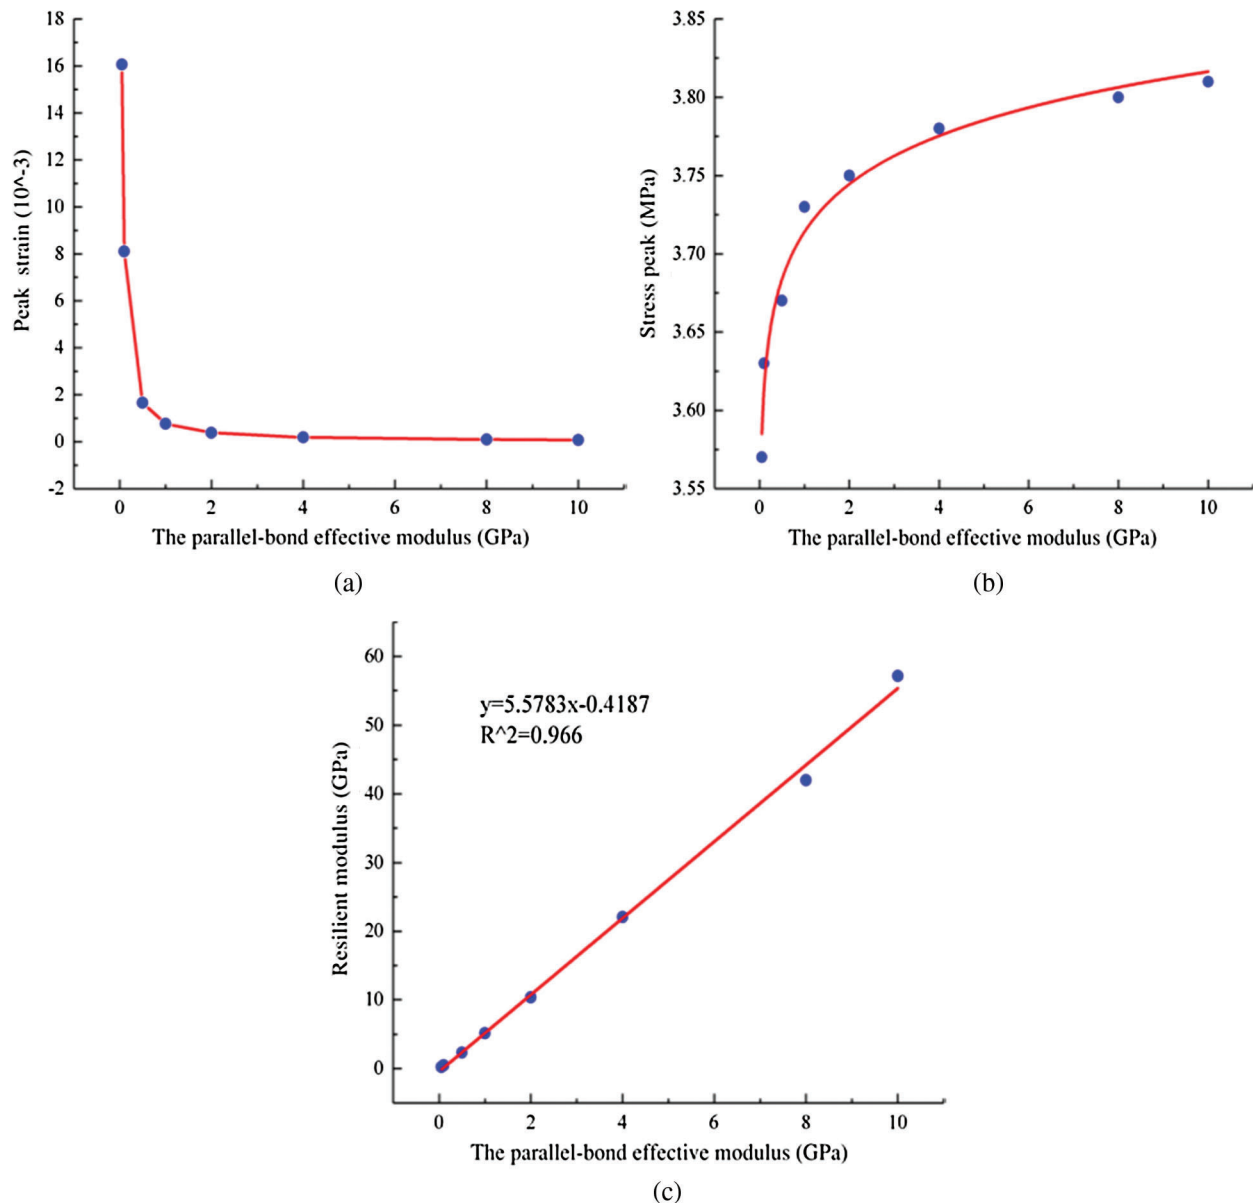 18
16
14
12
10
8
6
4
2
0
-2
Peak strain (10^-3)
0 2 4 6 8 10
The parallel-bond effective modulus (GPa)
(a)
3.85
3.80
3.75
3.70
3.65
3.60
3.55
Stress peak (MPa)
0 2 4 6 8 10
The parallel-bond effective modulus (GPa)
(b)
60
50
40
30
20
10
0
Resilient modulus (GPa)
y=5.5783x-0.4187
R^2=0.966
0 2 4 6 8 10
The parallel-bond effective modulus (GPa)
(c)